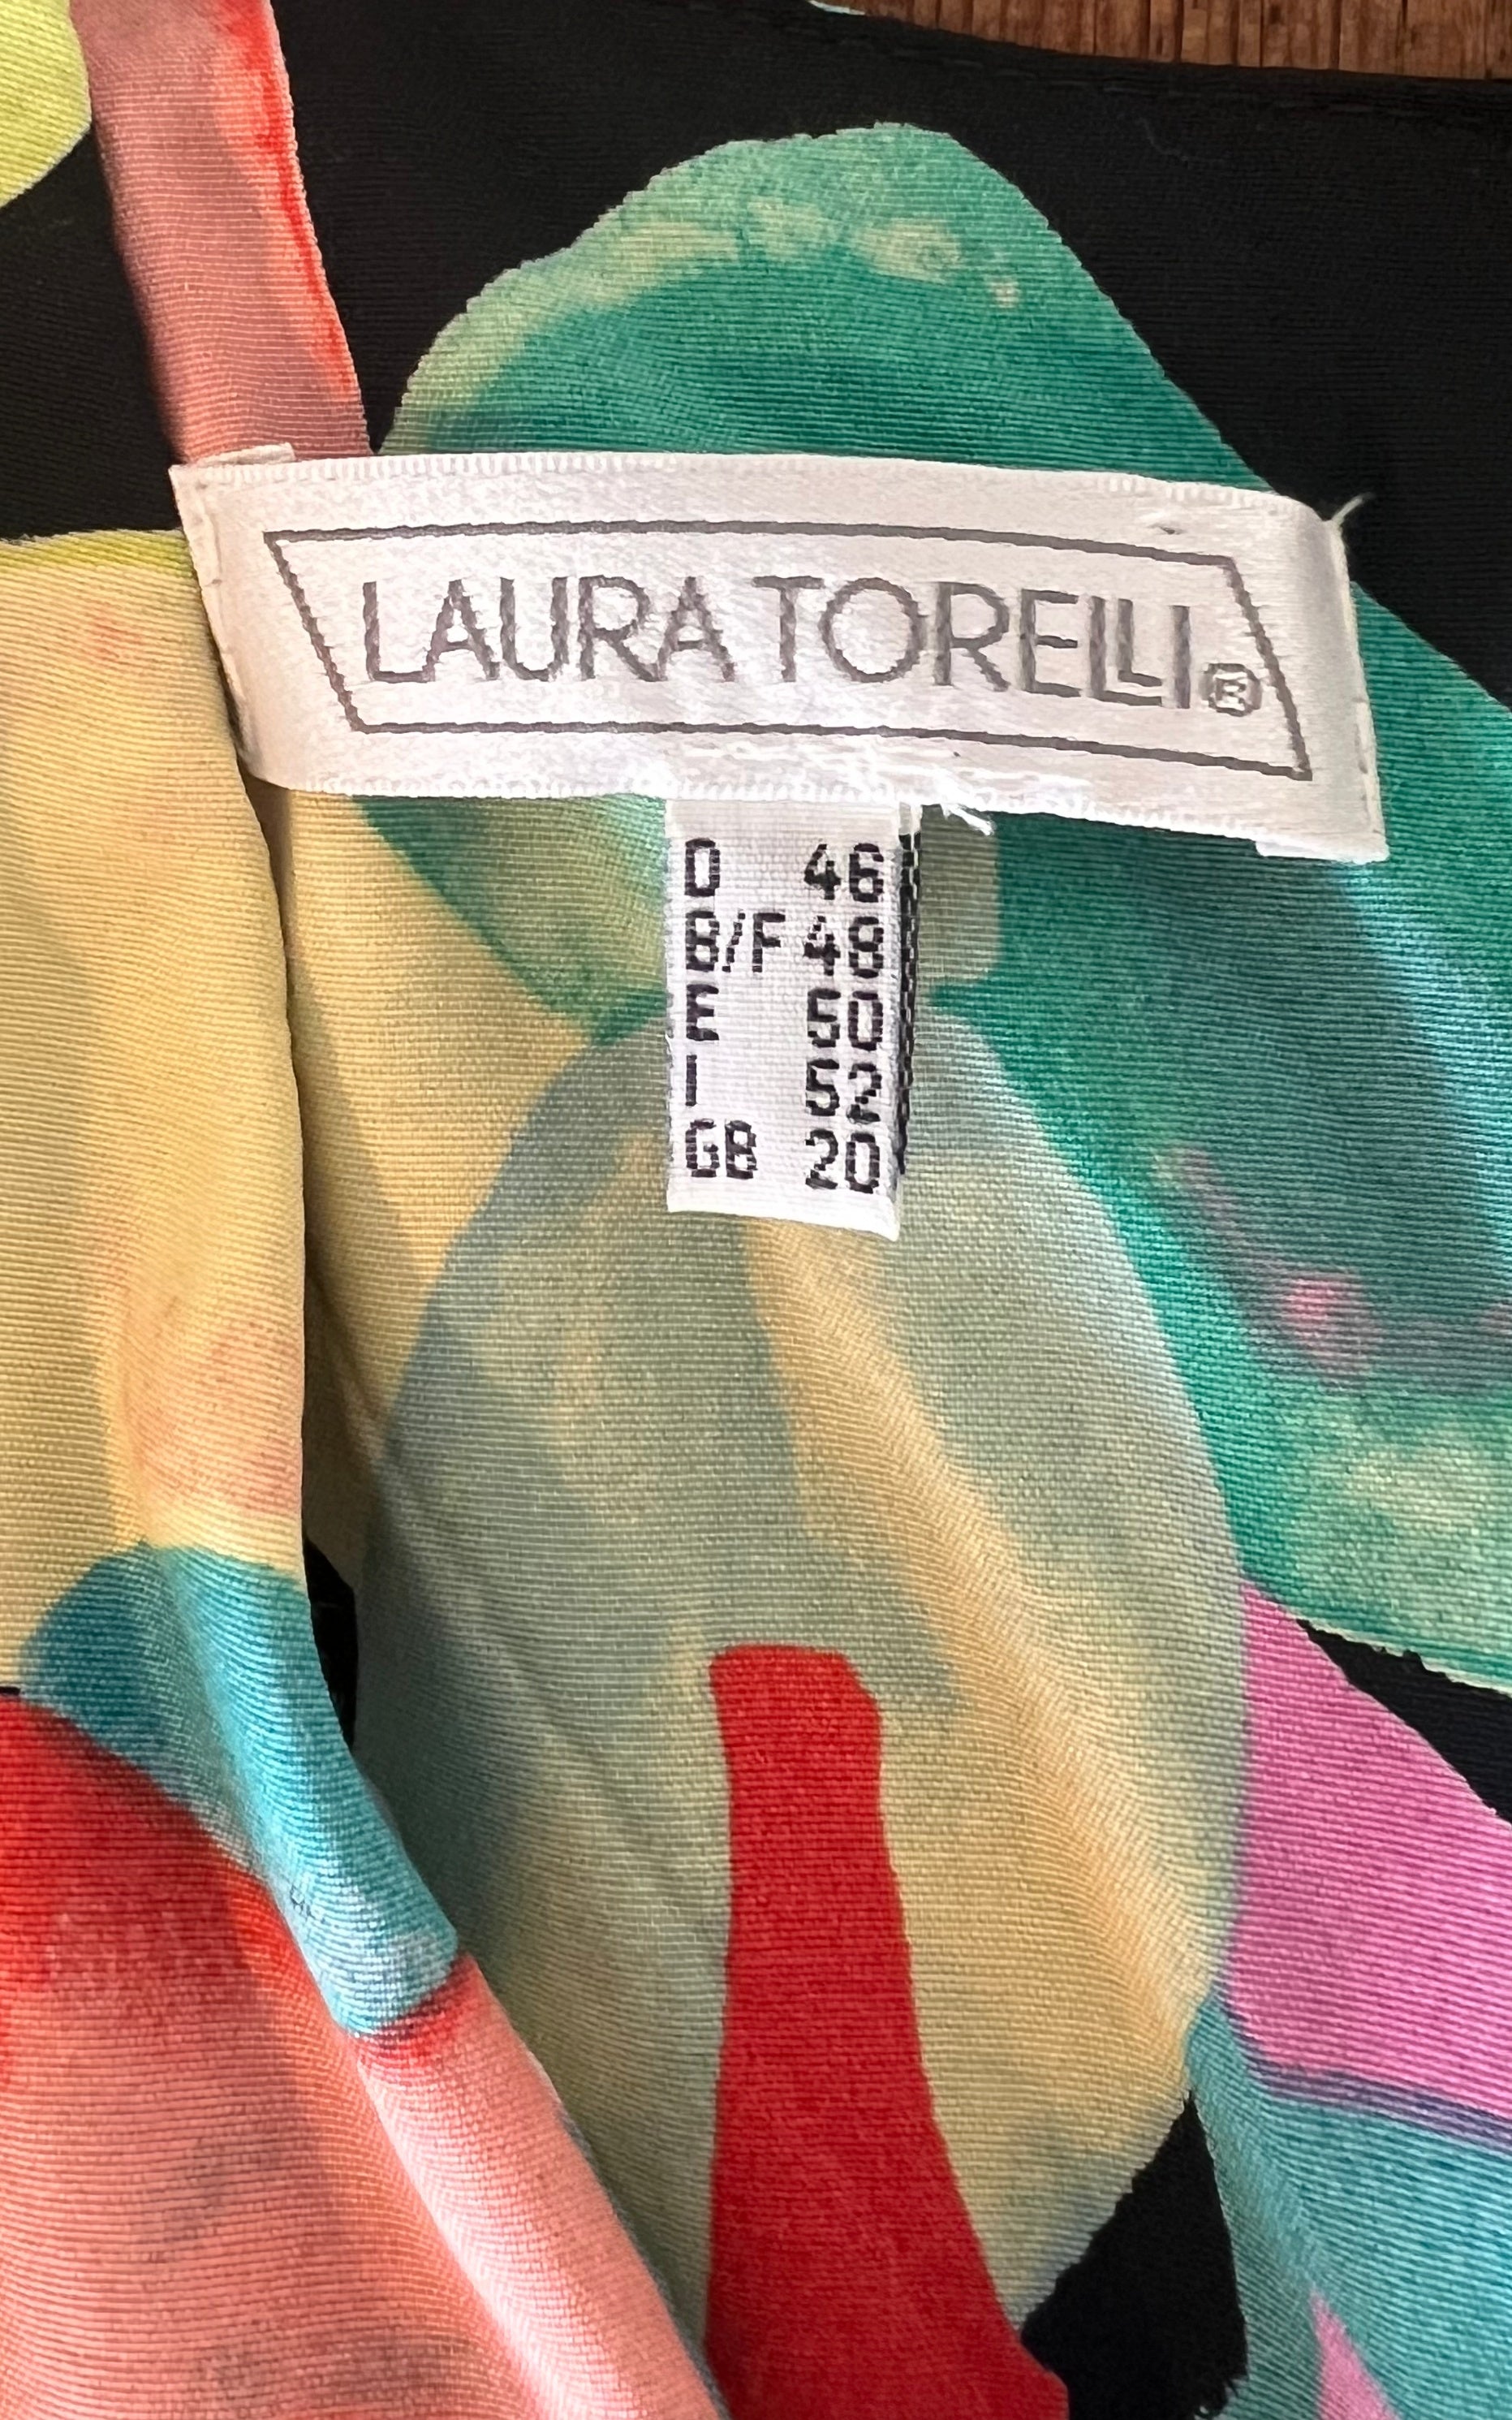 LAURA TORELLI®
D 46
B/F 48
E 50
I 52
GB 20